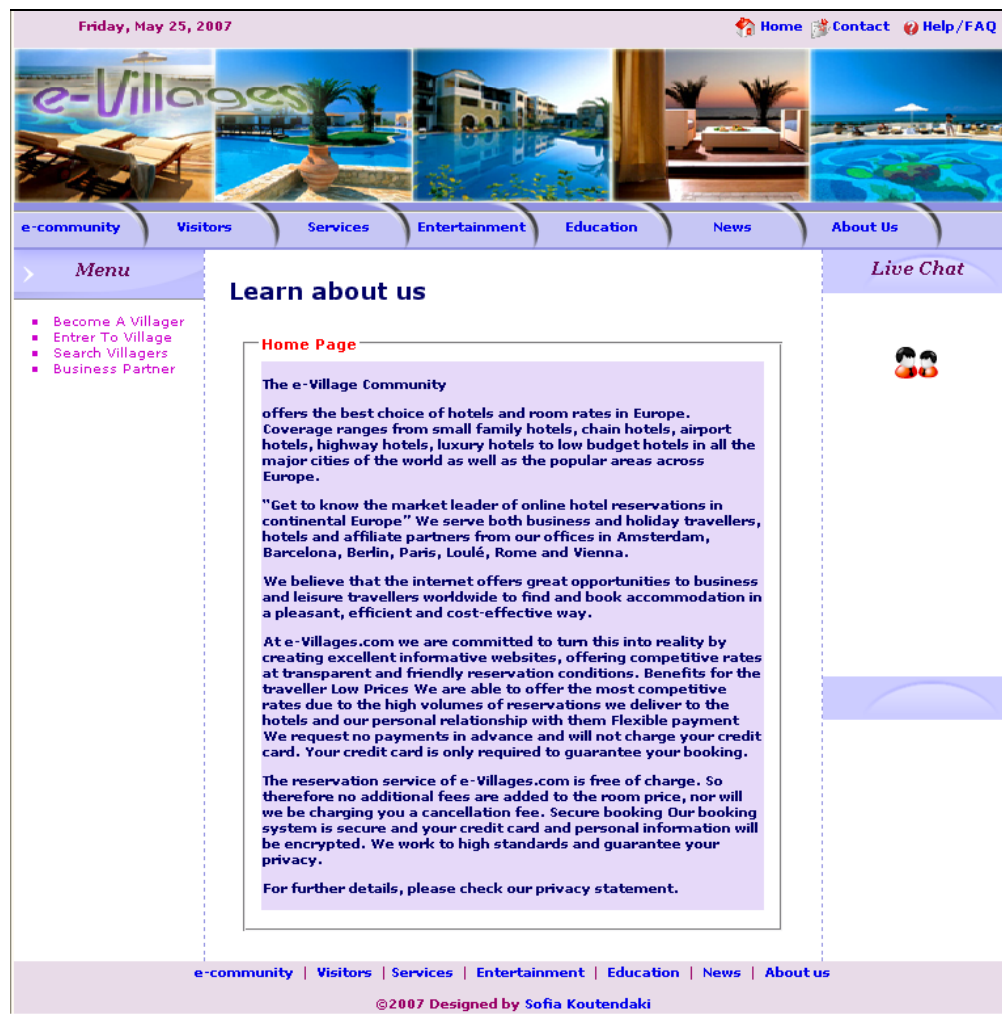 Friday, May 25, 2007
Home Contact Help/FAQ
e-Villages
e-community Visitors Services Entertainment Education News About Us
Menu
Become A Villager
Entrer To Village
Search Villagers
Business Partner
Learn about us
Home Page
The e-Village Community
offers the best choice of hotels and room rates in Europe.
Coverage ranges from small family hotels, chain hotels, airport
hotels, highway hotels, luxury hotels to low budget hotels in all the
major cities of the world as well as the popular areas across
Europe.
"Get to know the market leader of online hotel reservations in
continental Europe" We serve both business and holiday travellers,
hotels and affiliate partners from our offices in Amsterdam,
Barcelona, Berlin, Paris, Loulé, Rome and Vienna.
We believe that the internet offers great opportunities to business
and leisure travellers worldwide to find and book accommodation in
a pleasant, efficient and cost-effective way.
At e-Villages.com we are committed to turn this into reality by
creating excellent informative websites, offering competitive rates
at transparent and friendly reservation conditions. Benefits for the
traveller Low Prices We are able to offer the most competitive
rates due to the high volumes of reservations we deliver to the
hotels and our personal relationship with them Flexible payment
We request no payments in advance and will not charge your credit
card. Your credit card is only required to guarantee your booking.
The reservation service of e-Villages.com is free of charge. So
therefore no additional fees are added to the room price, nor will
we be charging you a cancellation fee. Secure booking Our booking
system is secure and your credit card and personal information will
be encrypted. We work to high standards and guarantee your
privacy.
For further details, please check our privacy statement.
Live Chat
e-community | Visitors | Services | Entertainment | Education | News | About us
©2007 Designed by Sofia Koutendaki